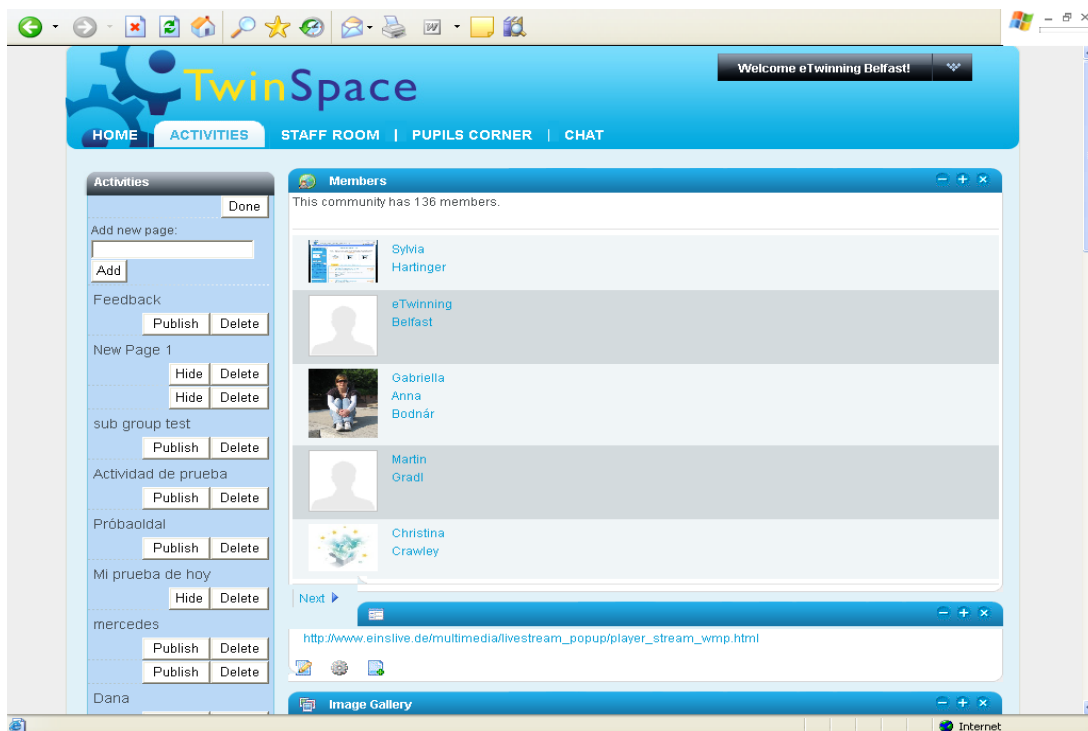 Welcome eTwinning Belfast!
TwinSpace
HOME ACTIVITIES STAFF ROOM | PUPILS CORNER | CHAT
Activities
Done
Add new page:
Add
Feedback
Publish Delete
New Page 1
Hide Delete
Hide Delete
sub group test
Publish Delete
Actividad de prueba
Publish Delete
Próbaoldal
Publish Delete
Mi prueba de hoy
Hide Delete
mercedes
Publish Delete
Publish Delete
Dana
Members
This community has 136 members.
Sylvia
Hartinger
eTwinning
Belfast
Gabriella
Anna
Bodnár
Martin
Gradl
Christina
Crawley
Next
http://www.einslive.de/multimedia/livestream_popup/player_stream_wmp.html
Image Gallery
Internet